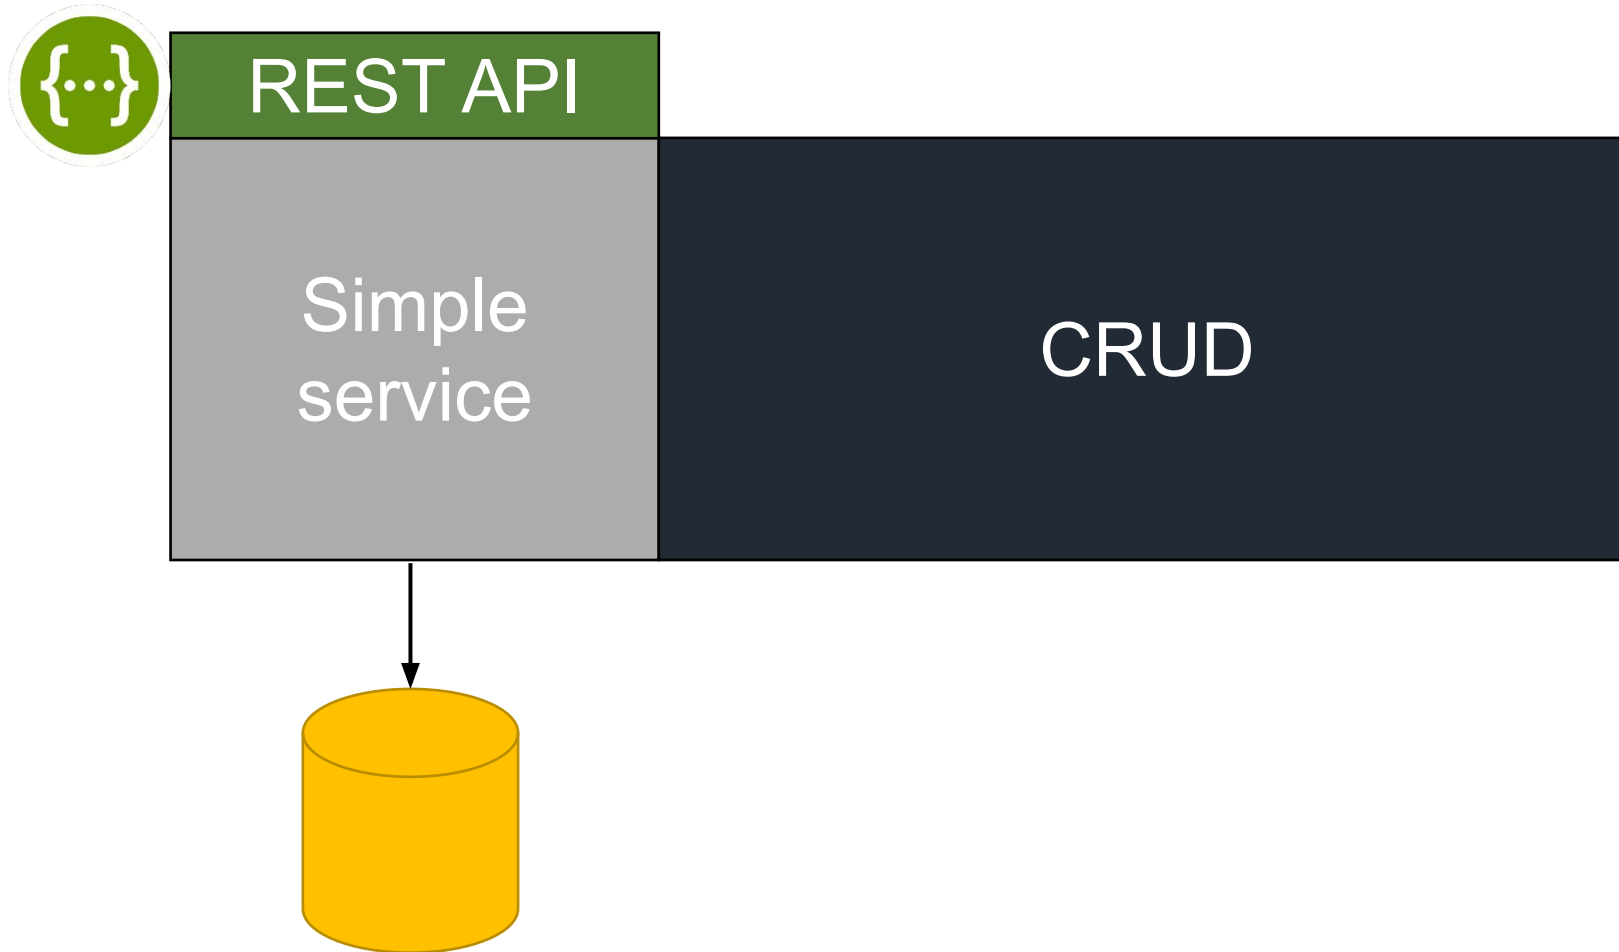 {···}
REST API
Simple
service
CRUD